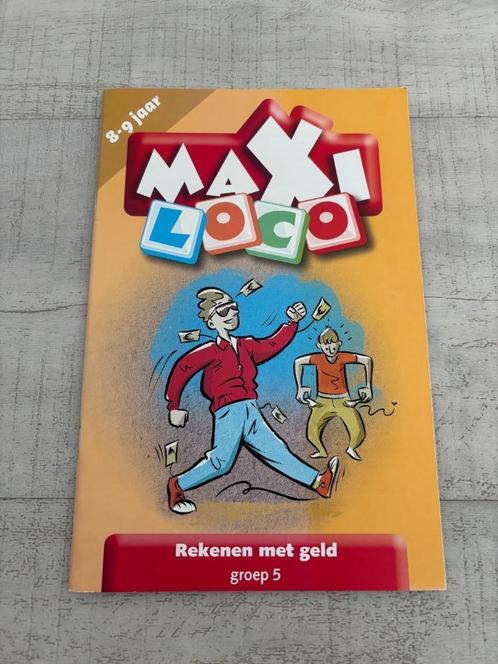 8-9 jaar
MAXI
LOCO
Rekenen met geld
groep 5